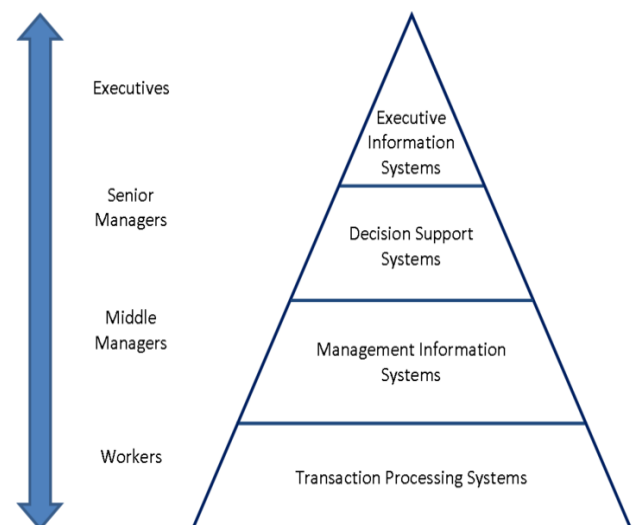 Executives
Executive
Information
Systems
Senior
Managers
Decision Support
Systems
Middle
Managers
Management Information
Systems
Workers
Transaction Processing Systems